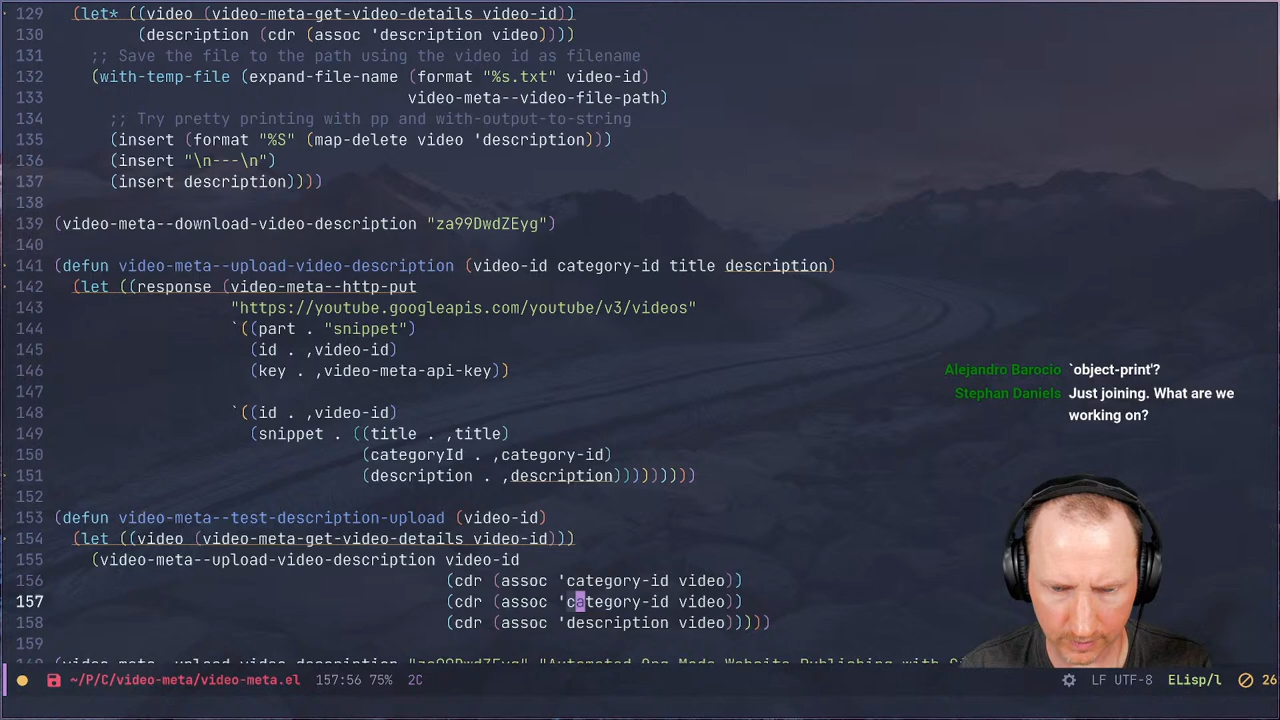 129 (let* ((video (video-meta-get-video-details video-id))
130 (description (cdr (assoc 'description video))))
131 ;; Save the file to the path using the video id as filename
132 (with-temp-file (expand-file-name (format "%s.txt" video-id)
133 video-meta--video-file-path)
134 ;; Try pretty printing with pp and with-output-to-string
135 (insert (format "%S" (map-delete video 'description)))
136 (insert "\n---\n")
137 (insert description))))
138
139 (video-meta--download-video-description "za99DwdZEyg")
140
141 (defun video-meta--upload-video-description (video-id category-id title description)
142 (let ((response (video-meta--http-put
143 "https://youtube.googleapis.com/youtube/v3/videos"
144 `((part . "snippet")
145 (id . ,video-id)
146 (key . ,video-meta-api-key))
147
148 `((id . ,video-id)
149 (snippet . ((title . ,title)
150 (categoryId . ,category-id)
151 (description . ,description))))))))
152
153 (defun video-meta--test-description-upload (video-id)
154 (let ((video (video-meta-get-video-details video-id)))
155 (video-meta--upload-video-description video-id
156 (cdr (assoc 'category-id video))
157 (cdr (assoc 'category-id video))
158 (cdr (assoc 'description video)))))
159
Alejandro Barocio `object-print'?
Stephan Daniels Just joining. What are we
working on?
~/P/C/video-meta/video-meta.el 157:56 75% 2C LF UTF-8 ELisp/l 26